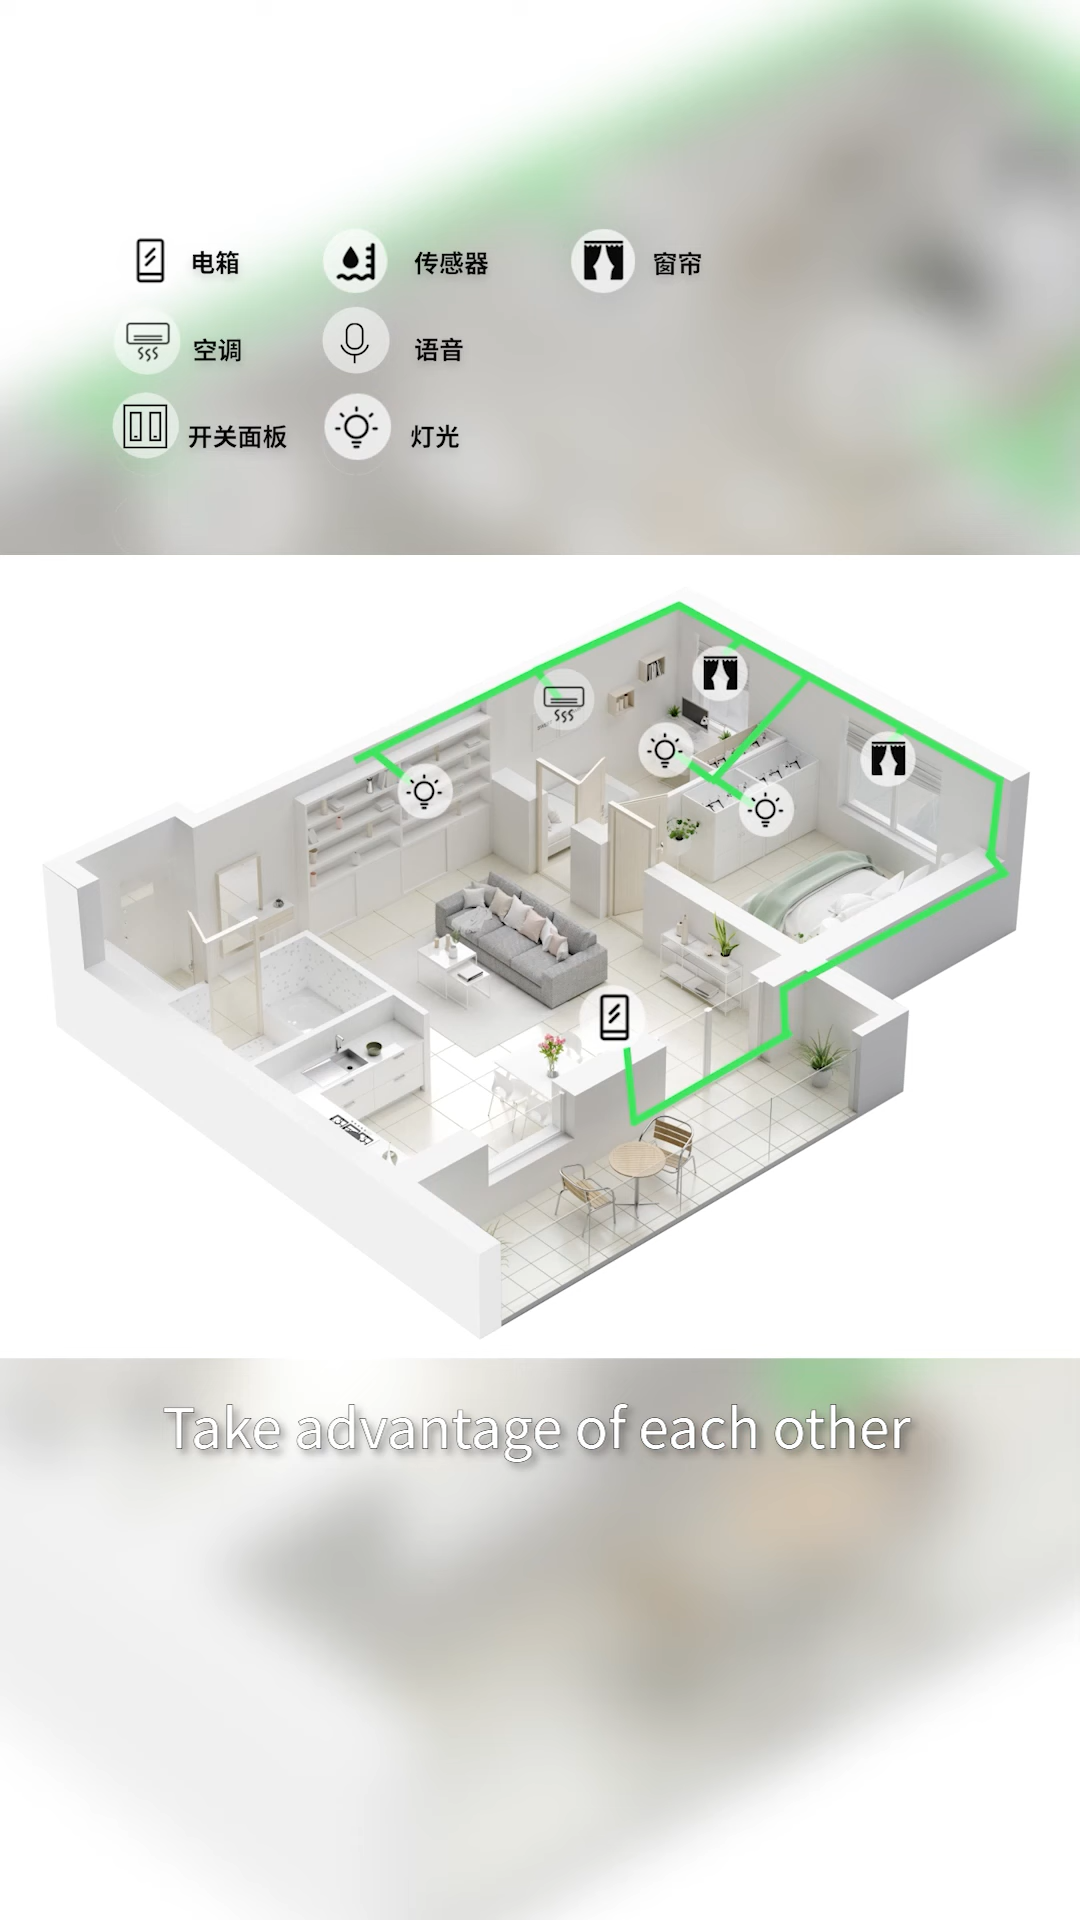 电箱 传感器 窗帘
空调 语音
开关面板 灯光
Take advantage of each other